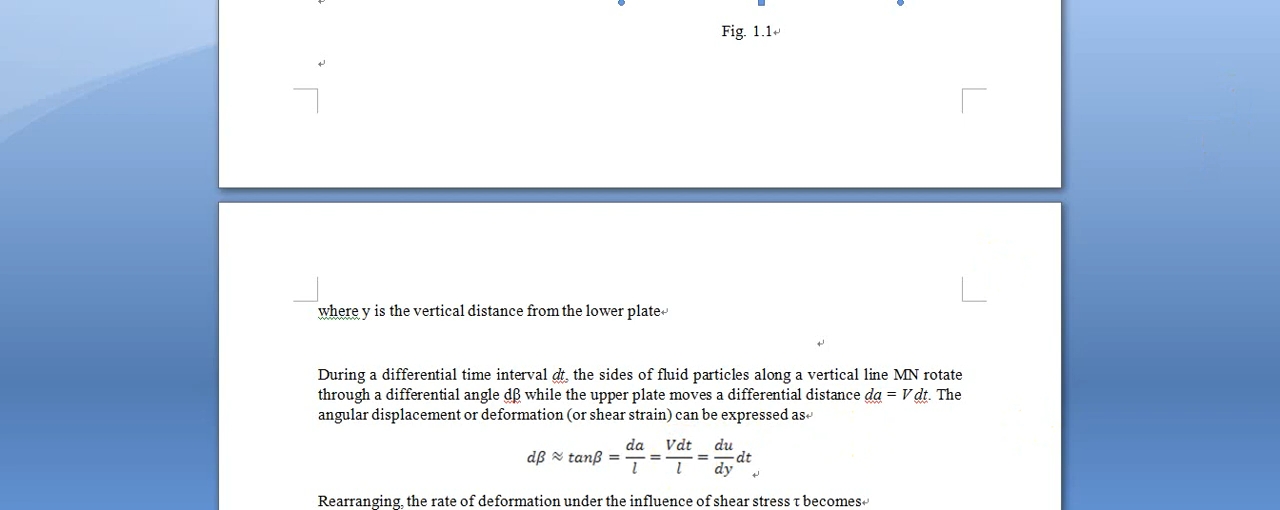 Fig. 1.1
where y is the vertical distance from the lower plate
During a differential time interval dt, the sides of fluid particles along a vertical line MN rotate
through a differential angle dβ while the upper plate moves a differential distance da = Vdt. The
angular displacement or deformation (or shear strain) can be expressed as
dβ ≈ tanβ = da/l = Vdt/l = du/dy dt
Rearranging, the rate of deformation under the influence of shear stress τ becomes